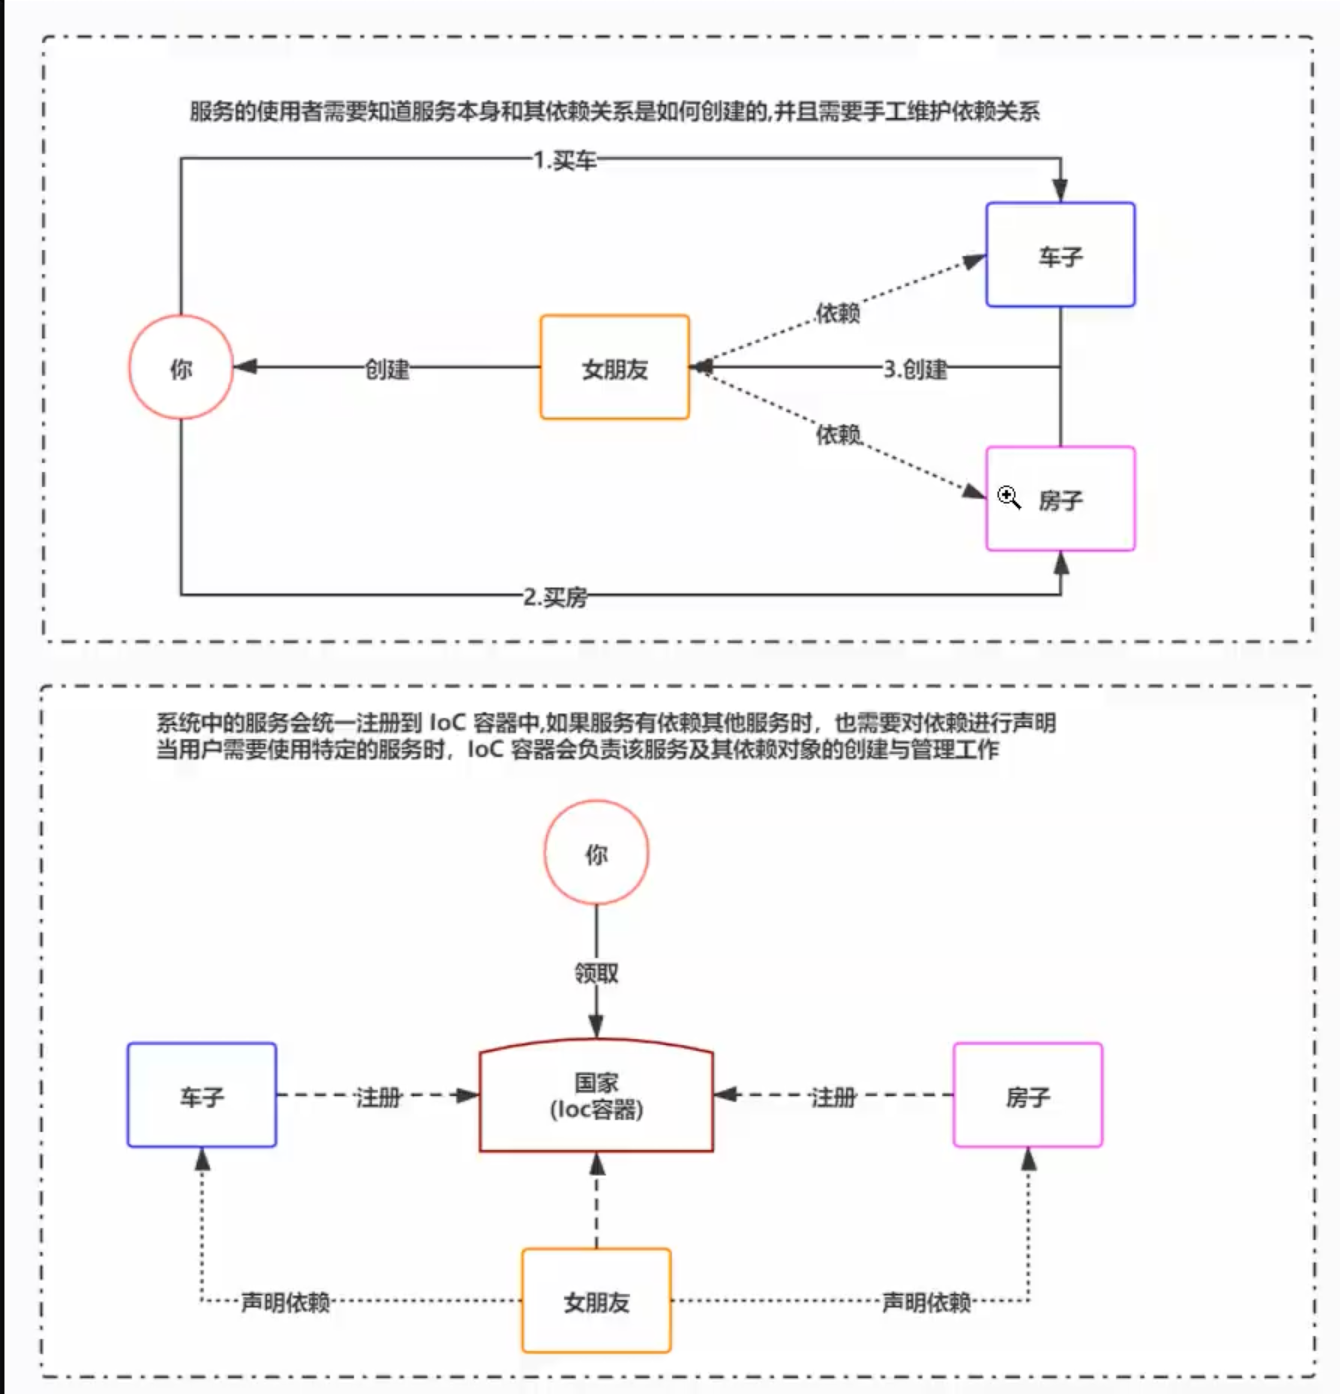 服务的使用者需要知道服务本身和其依赖关系是如何创建的,并且需要手工维护依赖关系
1.买车
车子
依赖
你
创建
女朋友
3.创建
依赖
房子
2.买房
系统中的服务会统一注册到 IoC 容器中,如果服务有依赖其他服务时，也需要对依赖进行声明
当用户需要使用特定的服务时，IoC 容器会负责该服务及其依赖对象的创建与管理工作
你
领取
车子
注册
国家
(Ioc容器)
注册
房子
声明依赖
女朋友
声明依赖